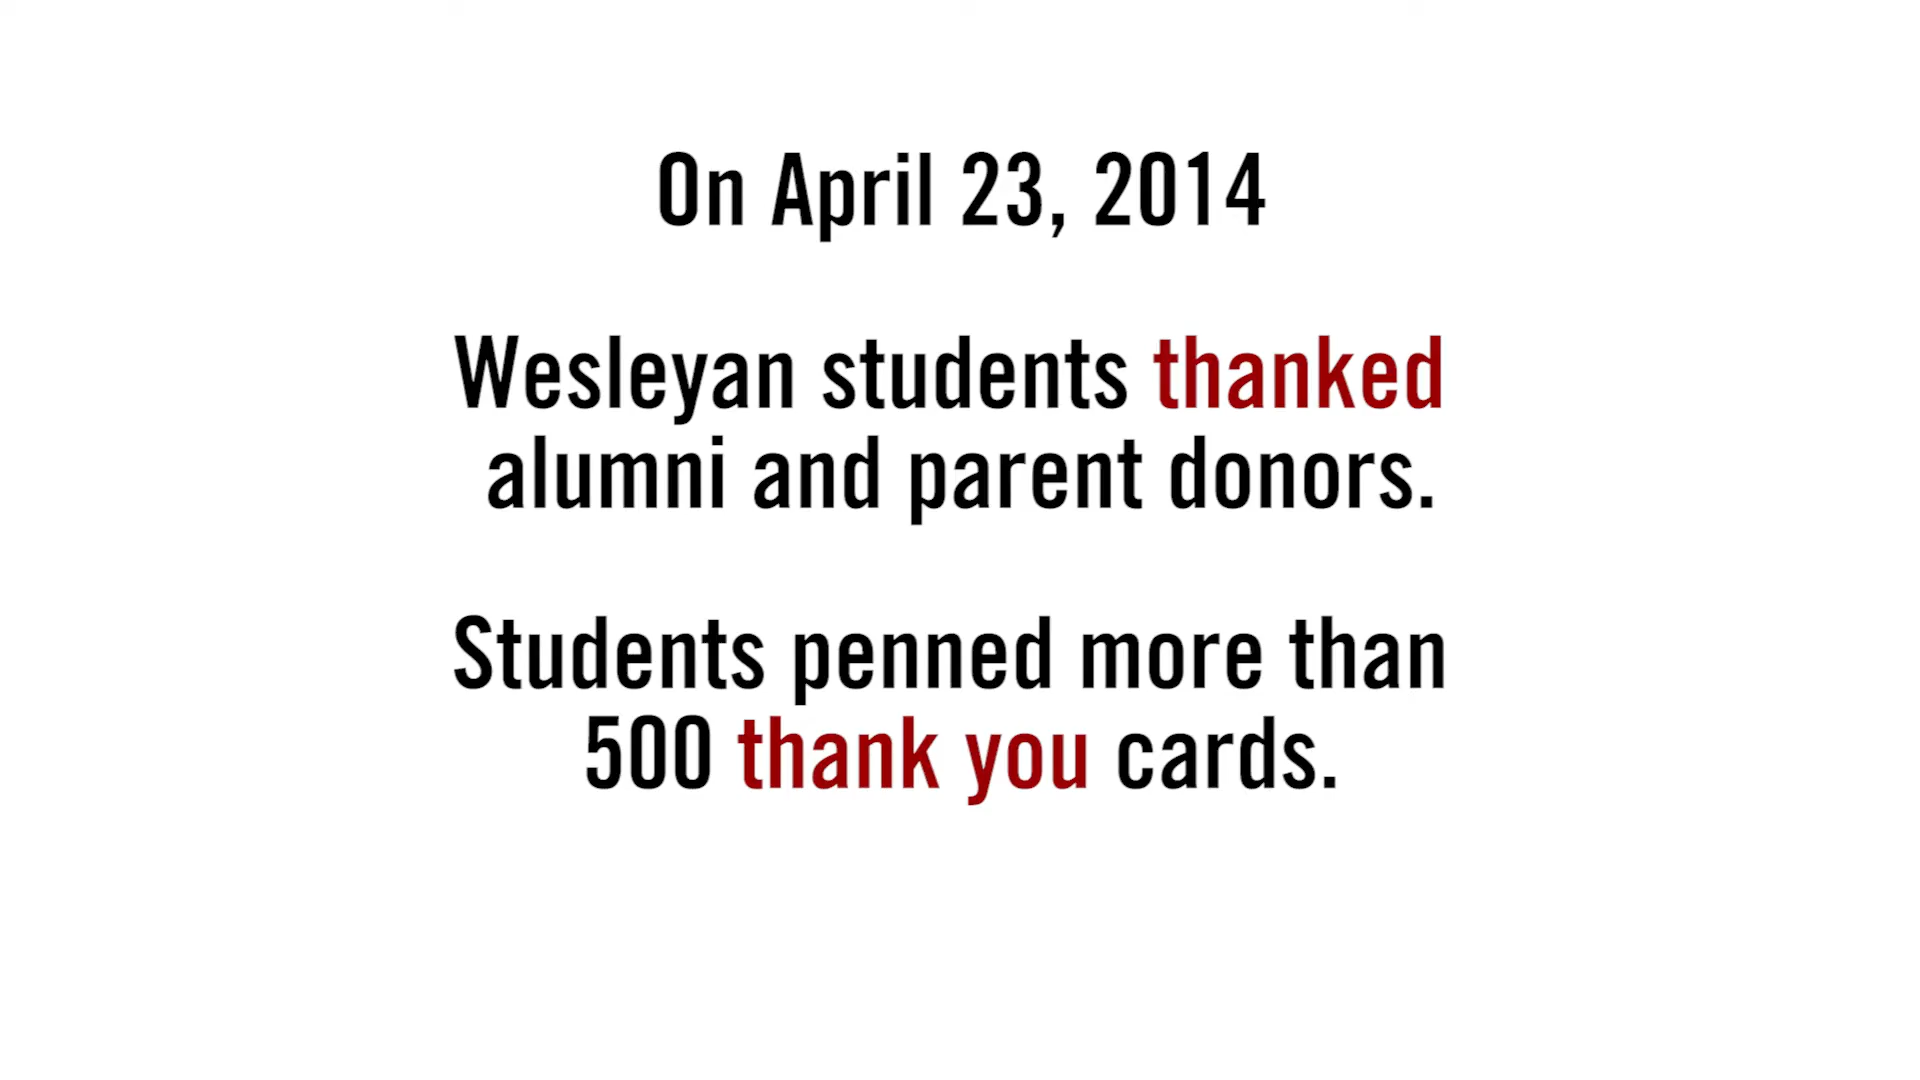 On April 23, 2014
Wesleyan students thanked
alumni and parent donors.
Students penned more than
500 thank you cards.